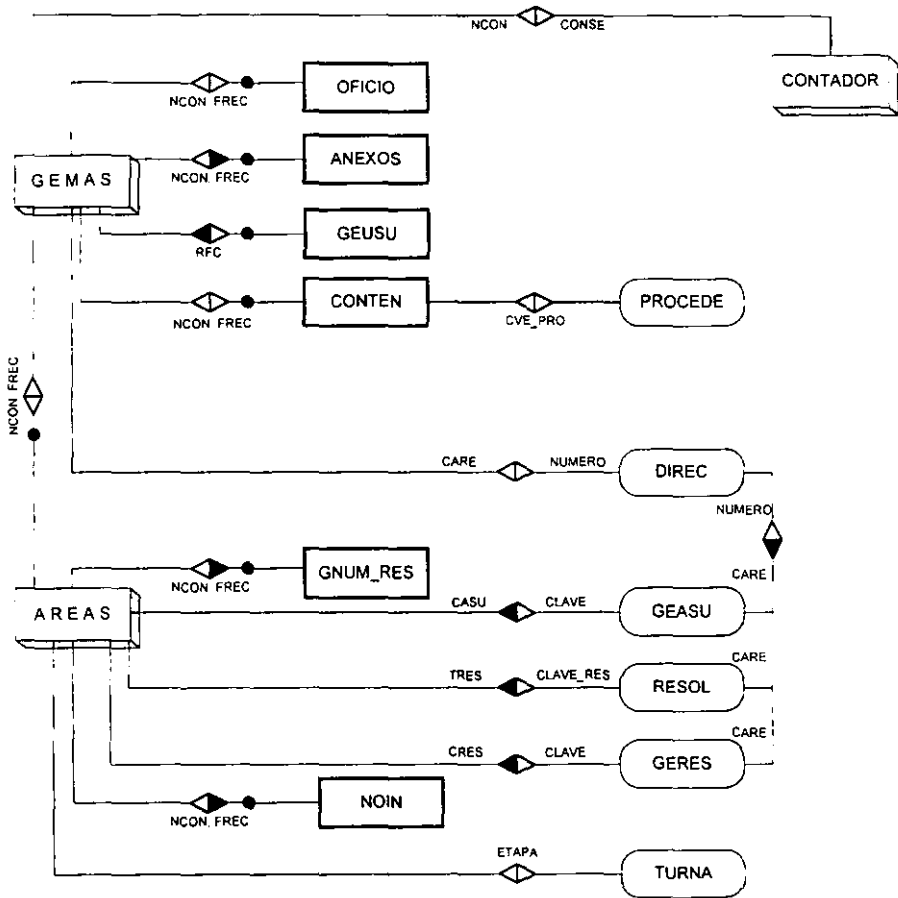 NCON CONSE
CONTADOR
OFICIO
NCON FREC
ANEXOS
GEMAS
NCON. FREC
GEUSU
RFC
CONTEN
PROCEDE
NCON FREC
CVE_PRO
NCON FREC
CARE NUMERO
DIREC
NUMERO
NCON FREC
GNUM_RES
CARE
AREAS
CASU CLAVE
GEASU
CARE
TRES CLAVE_RES
RESOL
CARE
CRES CLAVE
GERES
NOIN
NCON, FREC
ETAPA
TURNA